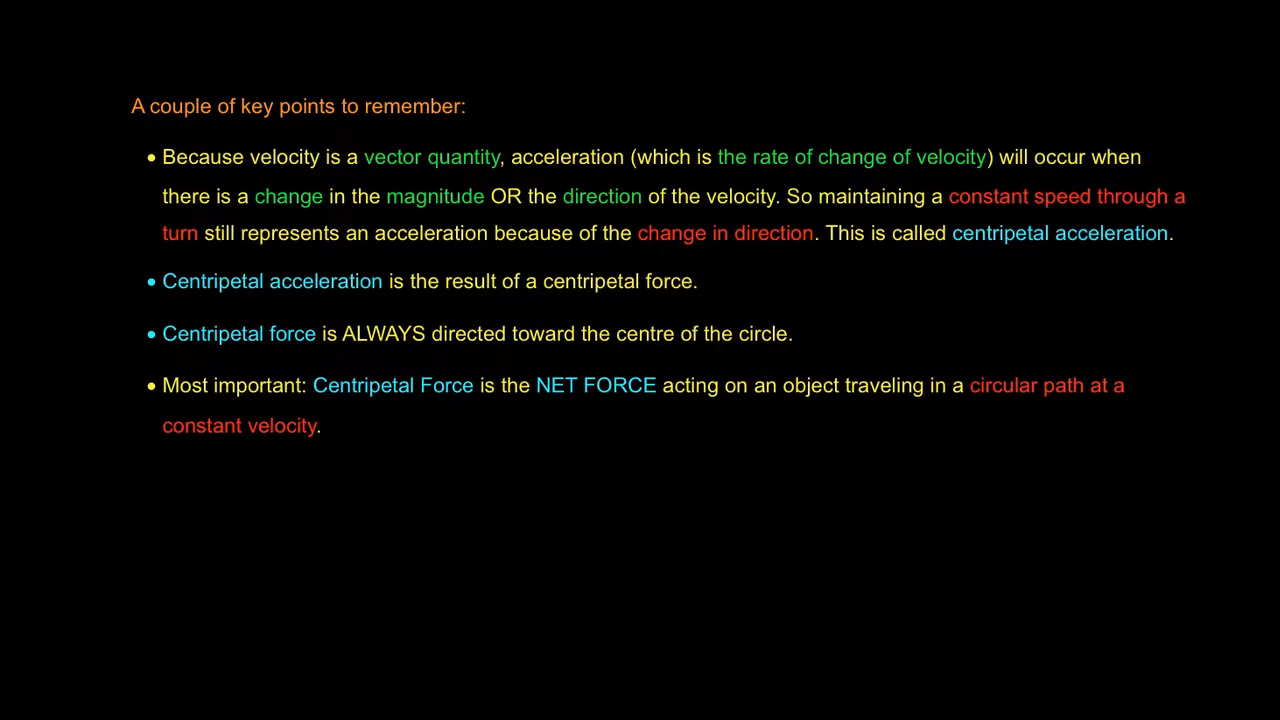 A couple of key points to remember:
• Because velocity is a vector quantity, acceleration (which is the rate of change of velocity) will occur when
there is a change in the magnitude OR the direction of the velocity. So maintaining a constant speed through a
turn still represents an acceleration because of the change in direction. This is called centripetal acceleration.
• Centripetal acceleration is the result of a centripetal force.
• Centripetal force is ALWAYS directed toward the centre of the circle.
• Most important: Centripetal Force is the NET FORCE acting on an object traveling in a circular path at a
constant velocity.